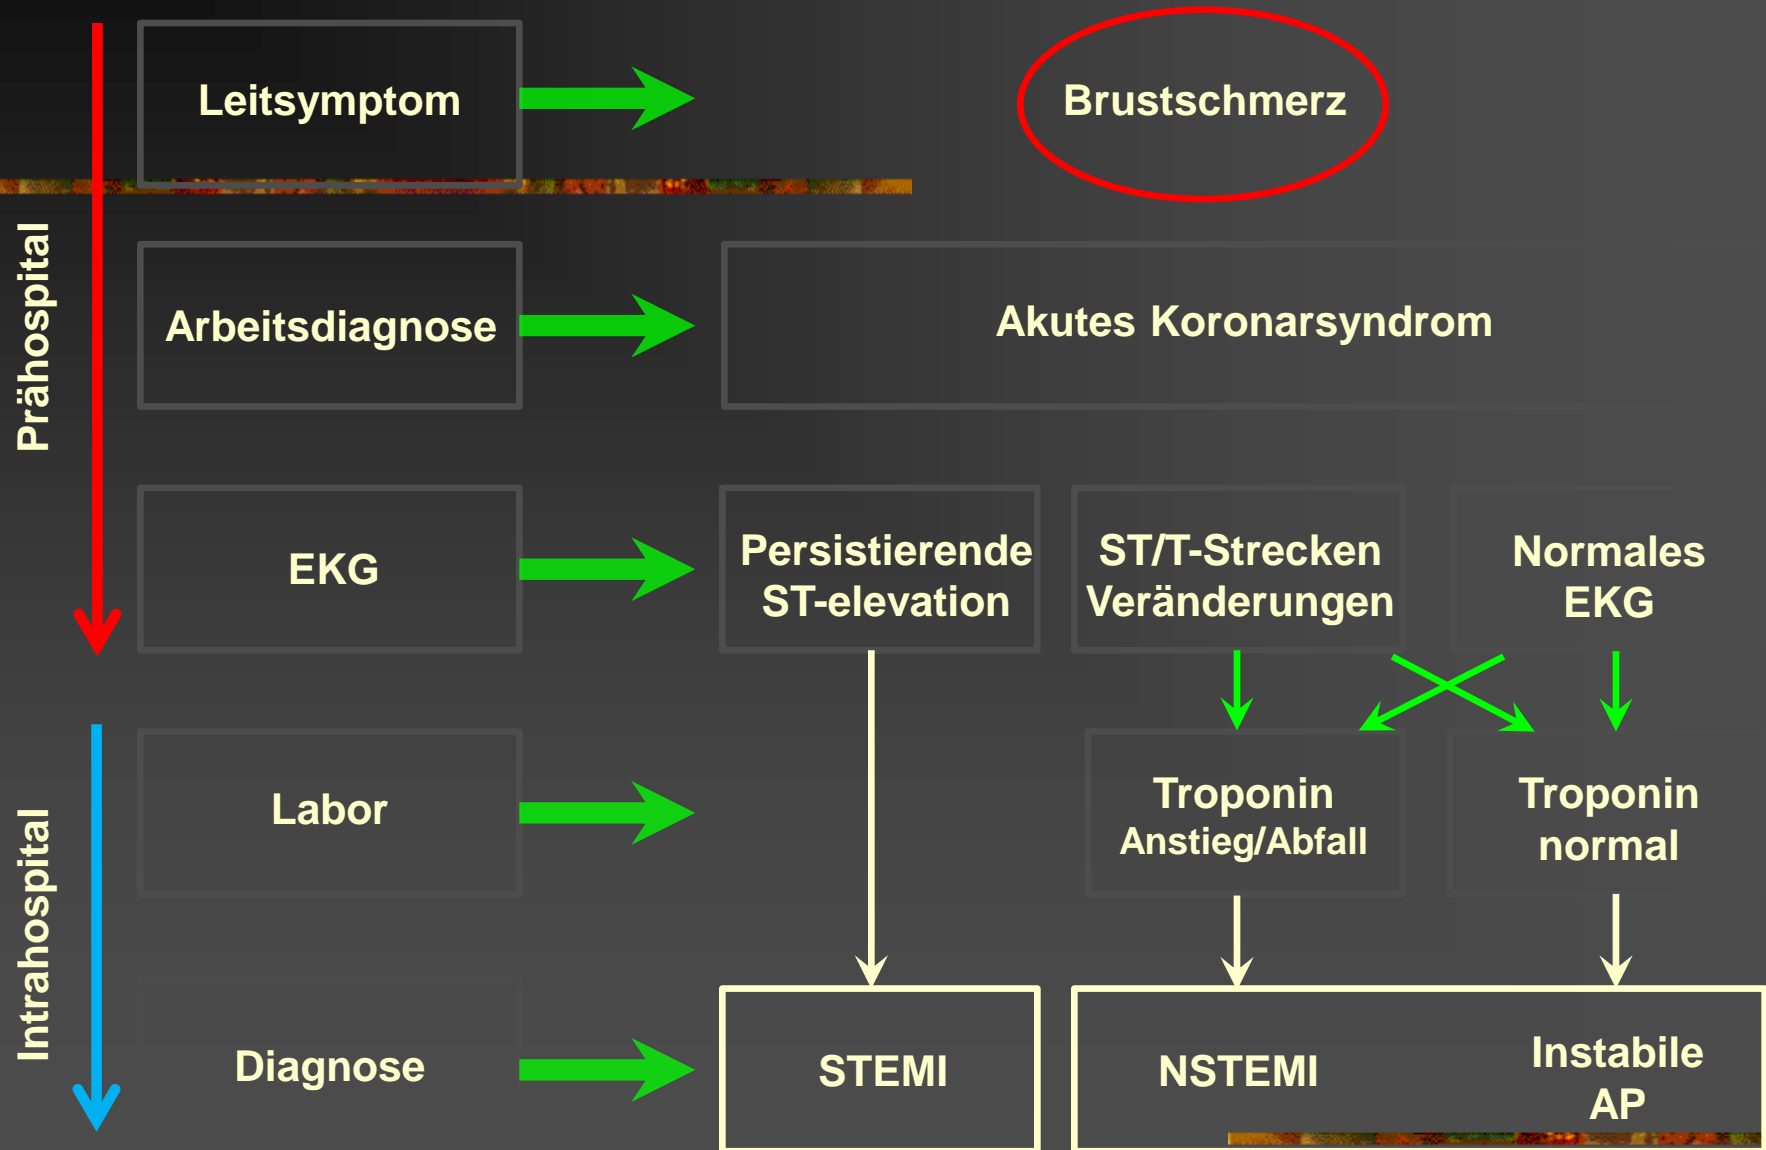 Leitsymptom
Brustschmerz
Prähospital
Arbeitsdiagnose
Akutes Koronarsyndrom
EKG
Persistierende
ST-elevation
ST/T-Strecken
Veränderungen
Normales
EKG
Intrahospital
Labor
Troponin
Anstieg/Abfall
Troponin
normal
Diagnose
STEMI
NSTEMI
Instabile
AP